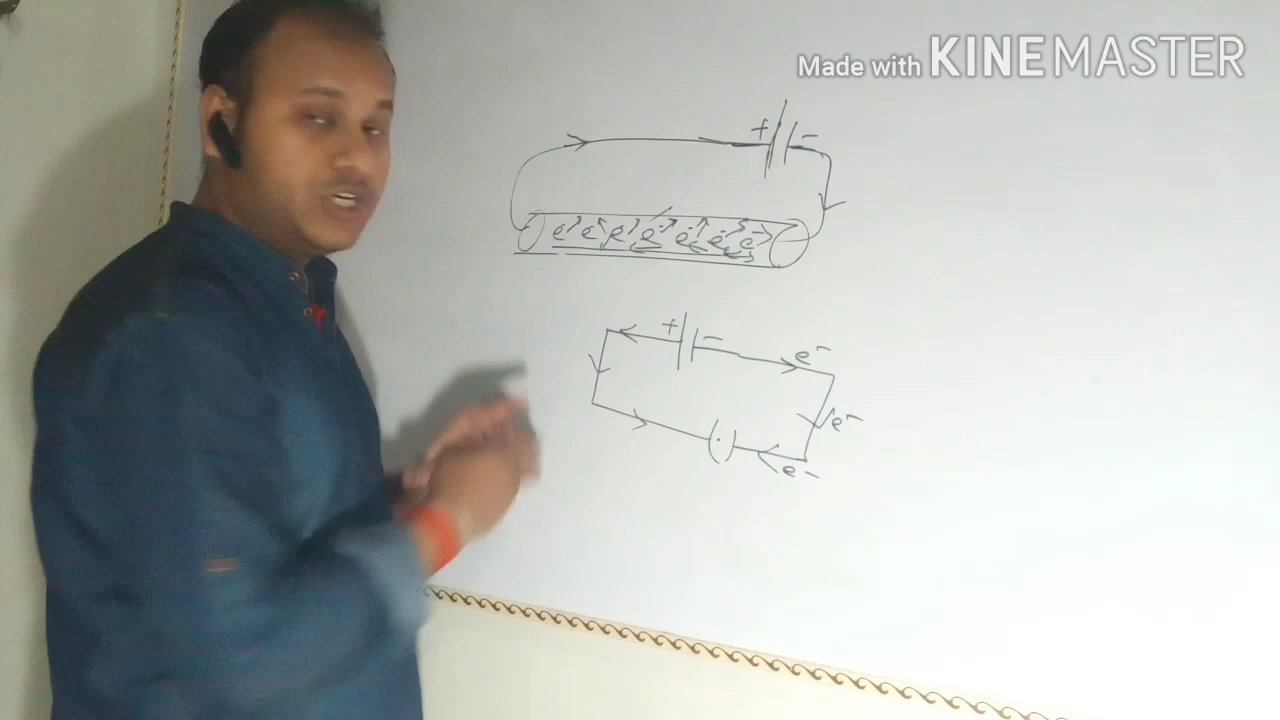 Made with KINEMASTER
+ -
e e e e⁻ e⁻ e⁻ e⁻
+ - e⁻
e⁻
e⁻